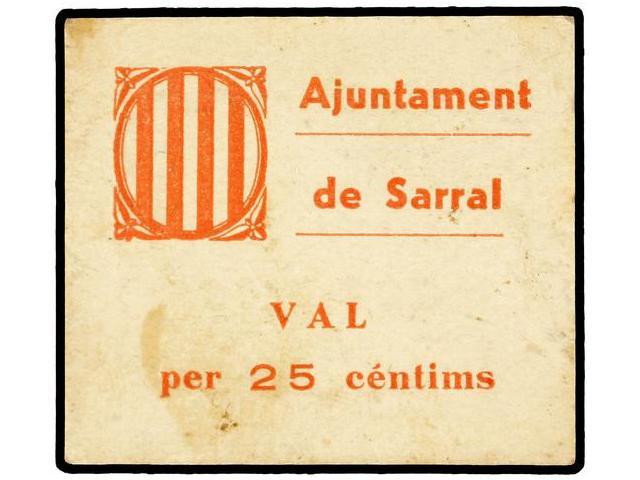 Ajuntament
de Sarral
VAL
per 25 céntims